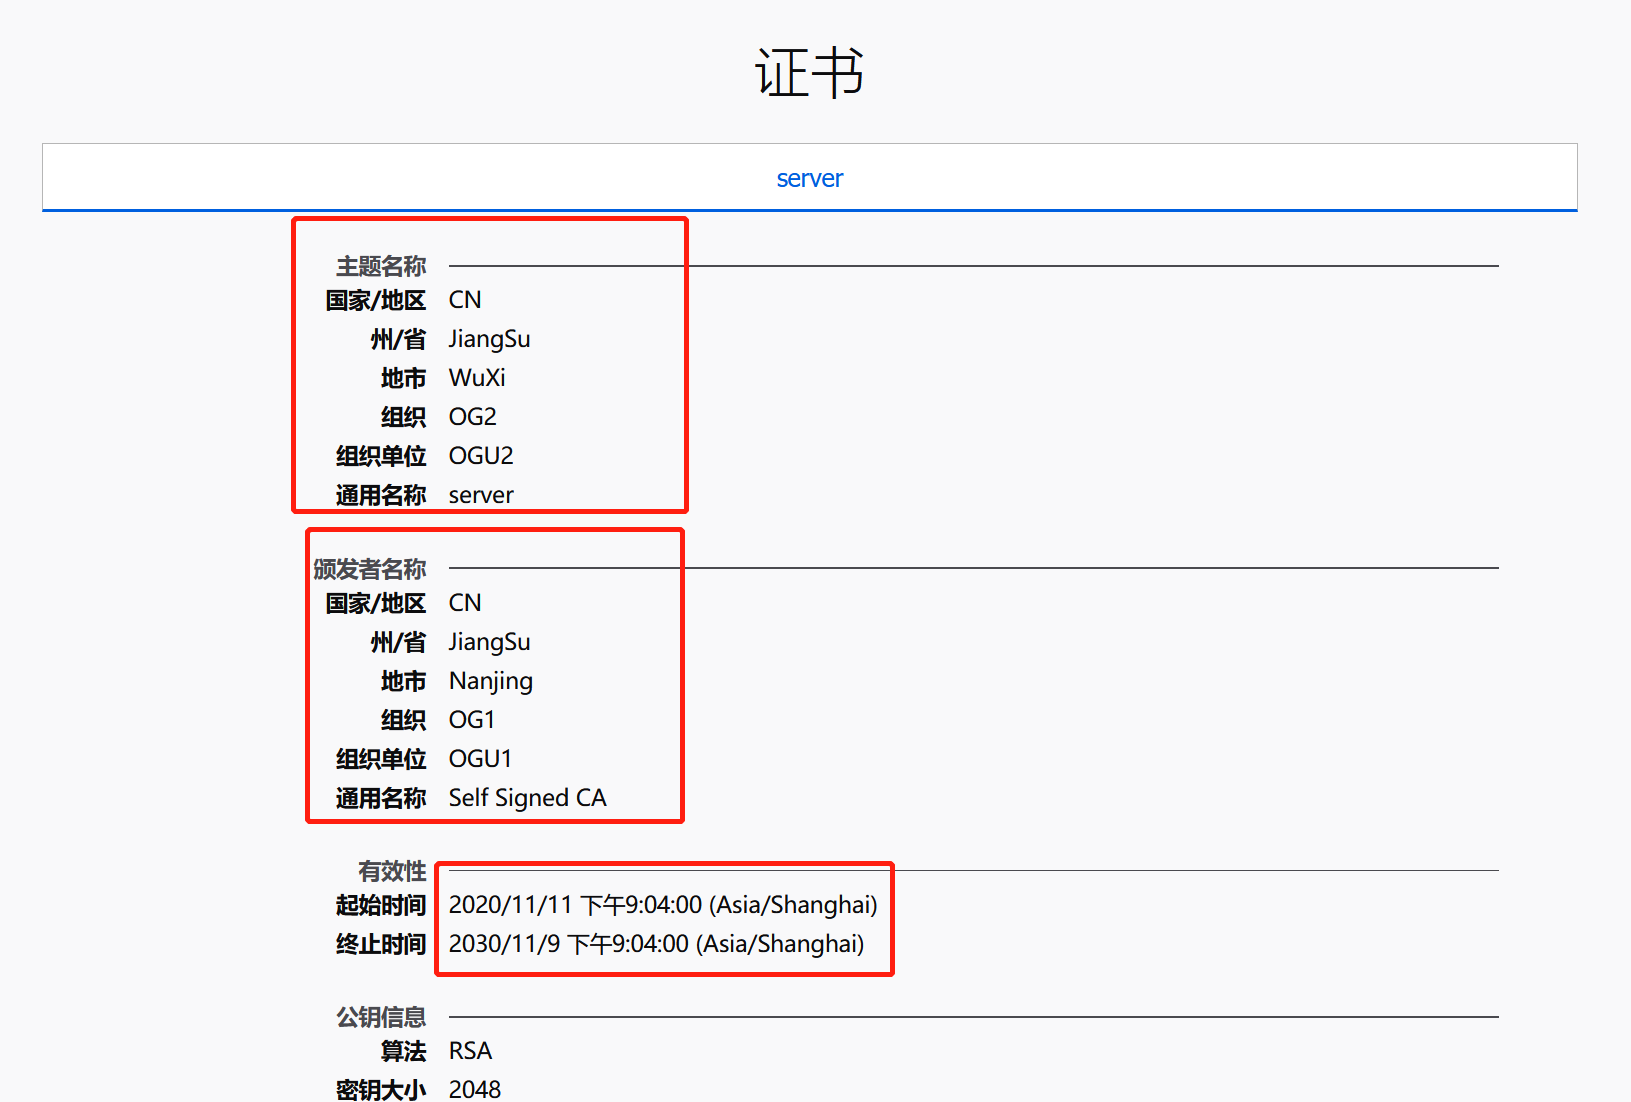 证书
server
主题名称
国家/地区 CN
州/省 JiangSu
地市 WuXi
组织 OG2
组织单位 OGU2
通用名称 server
颁发者名称
国家/地区 CN
州/省 JiangSu
地市 Nanjing
组织 OG1
组织单位 OGU1
通用名称 Self Signed CA
有效性
起始时间 2020/11/11 下午9:04:00 (Asia/Shanghai)
终止时间 2030/11/9 下午9:04:00 (Asia/Shanghai)
公钥信息
算法 RSA
密钥大小 2048